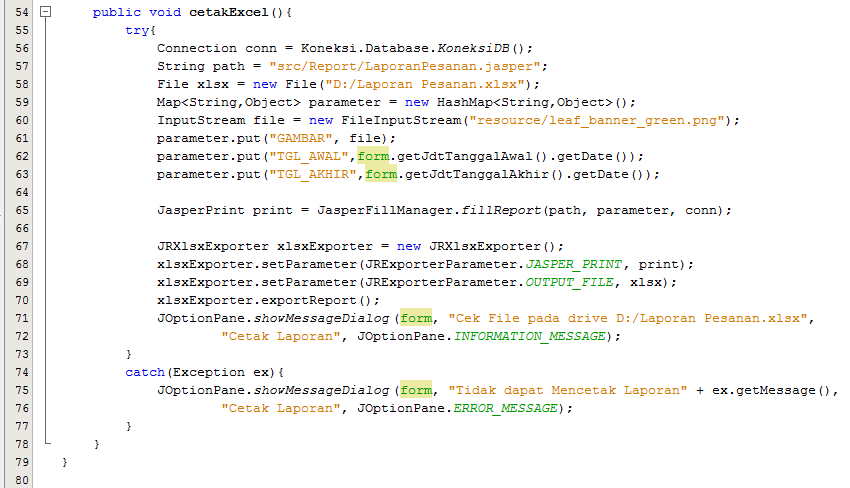 54 public void cetakExcel(){
55 try{
56 Connection conn = Koneksi.Database.KoneksiDB();
57 String path = "src/Report/LaporanPesanan.jasper";
58 File xlsx = new File("D:/Laporan Pesanan.xlsx");
59 Map<String,Object> parameter = new HashMap<String,Object>();
60 InputStream file = new FileInputStream("resource/leaf_banner_green.png");
61 parameter.put("GAMBAR", file);
62 parameter.put("TGL_AWAL",form.getJdtTanggalAwal().getDate());
63 parameter.put("TGL_AKHIR",form.getJdtTanggalAkhir().getDate());
64
65 JasperPrint print = JasperFillManager.fillReport(path, parameter, conn);
66
67 JRXlsxExporter xlsxExporter = new JRXlsxExporter();
68 xlsxExporter.setParameter(JRExporterParameter.JASPER_PRINT, print);
69 xlsxExporter.setParameter(JRExporterParameter.OUTPUT_FILE, xlsx);
70 xlsxExporter.exportReport();
71 JOptionPane.showMessageDialog(form, "Cek File pada drive D:/Laporan Pesanan.xlsx",
72 "Cetak Laporan", JOptionPane.INFORMATION_MESSAGE);
73 }
74 catch(Exception ex){
75 JOptionPane.showMessageDialog(form, "Tidak dapat Mencetak Laporan" + ex.getMessage(),
76 "Cetak Laporan", JOptionPane.ERROR_MESSAGE);
77 }
78 }
79 }
80